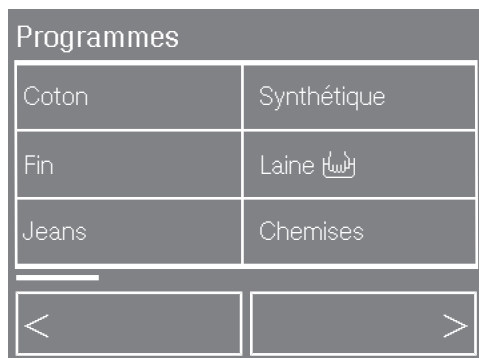 Programmes
Coton
Synthétique
Fin
Laine
Jeans
Chemises
<
>